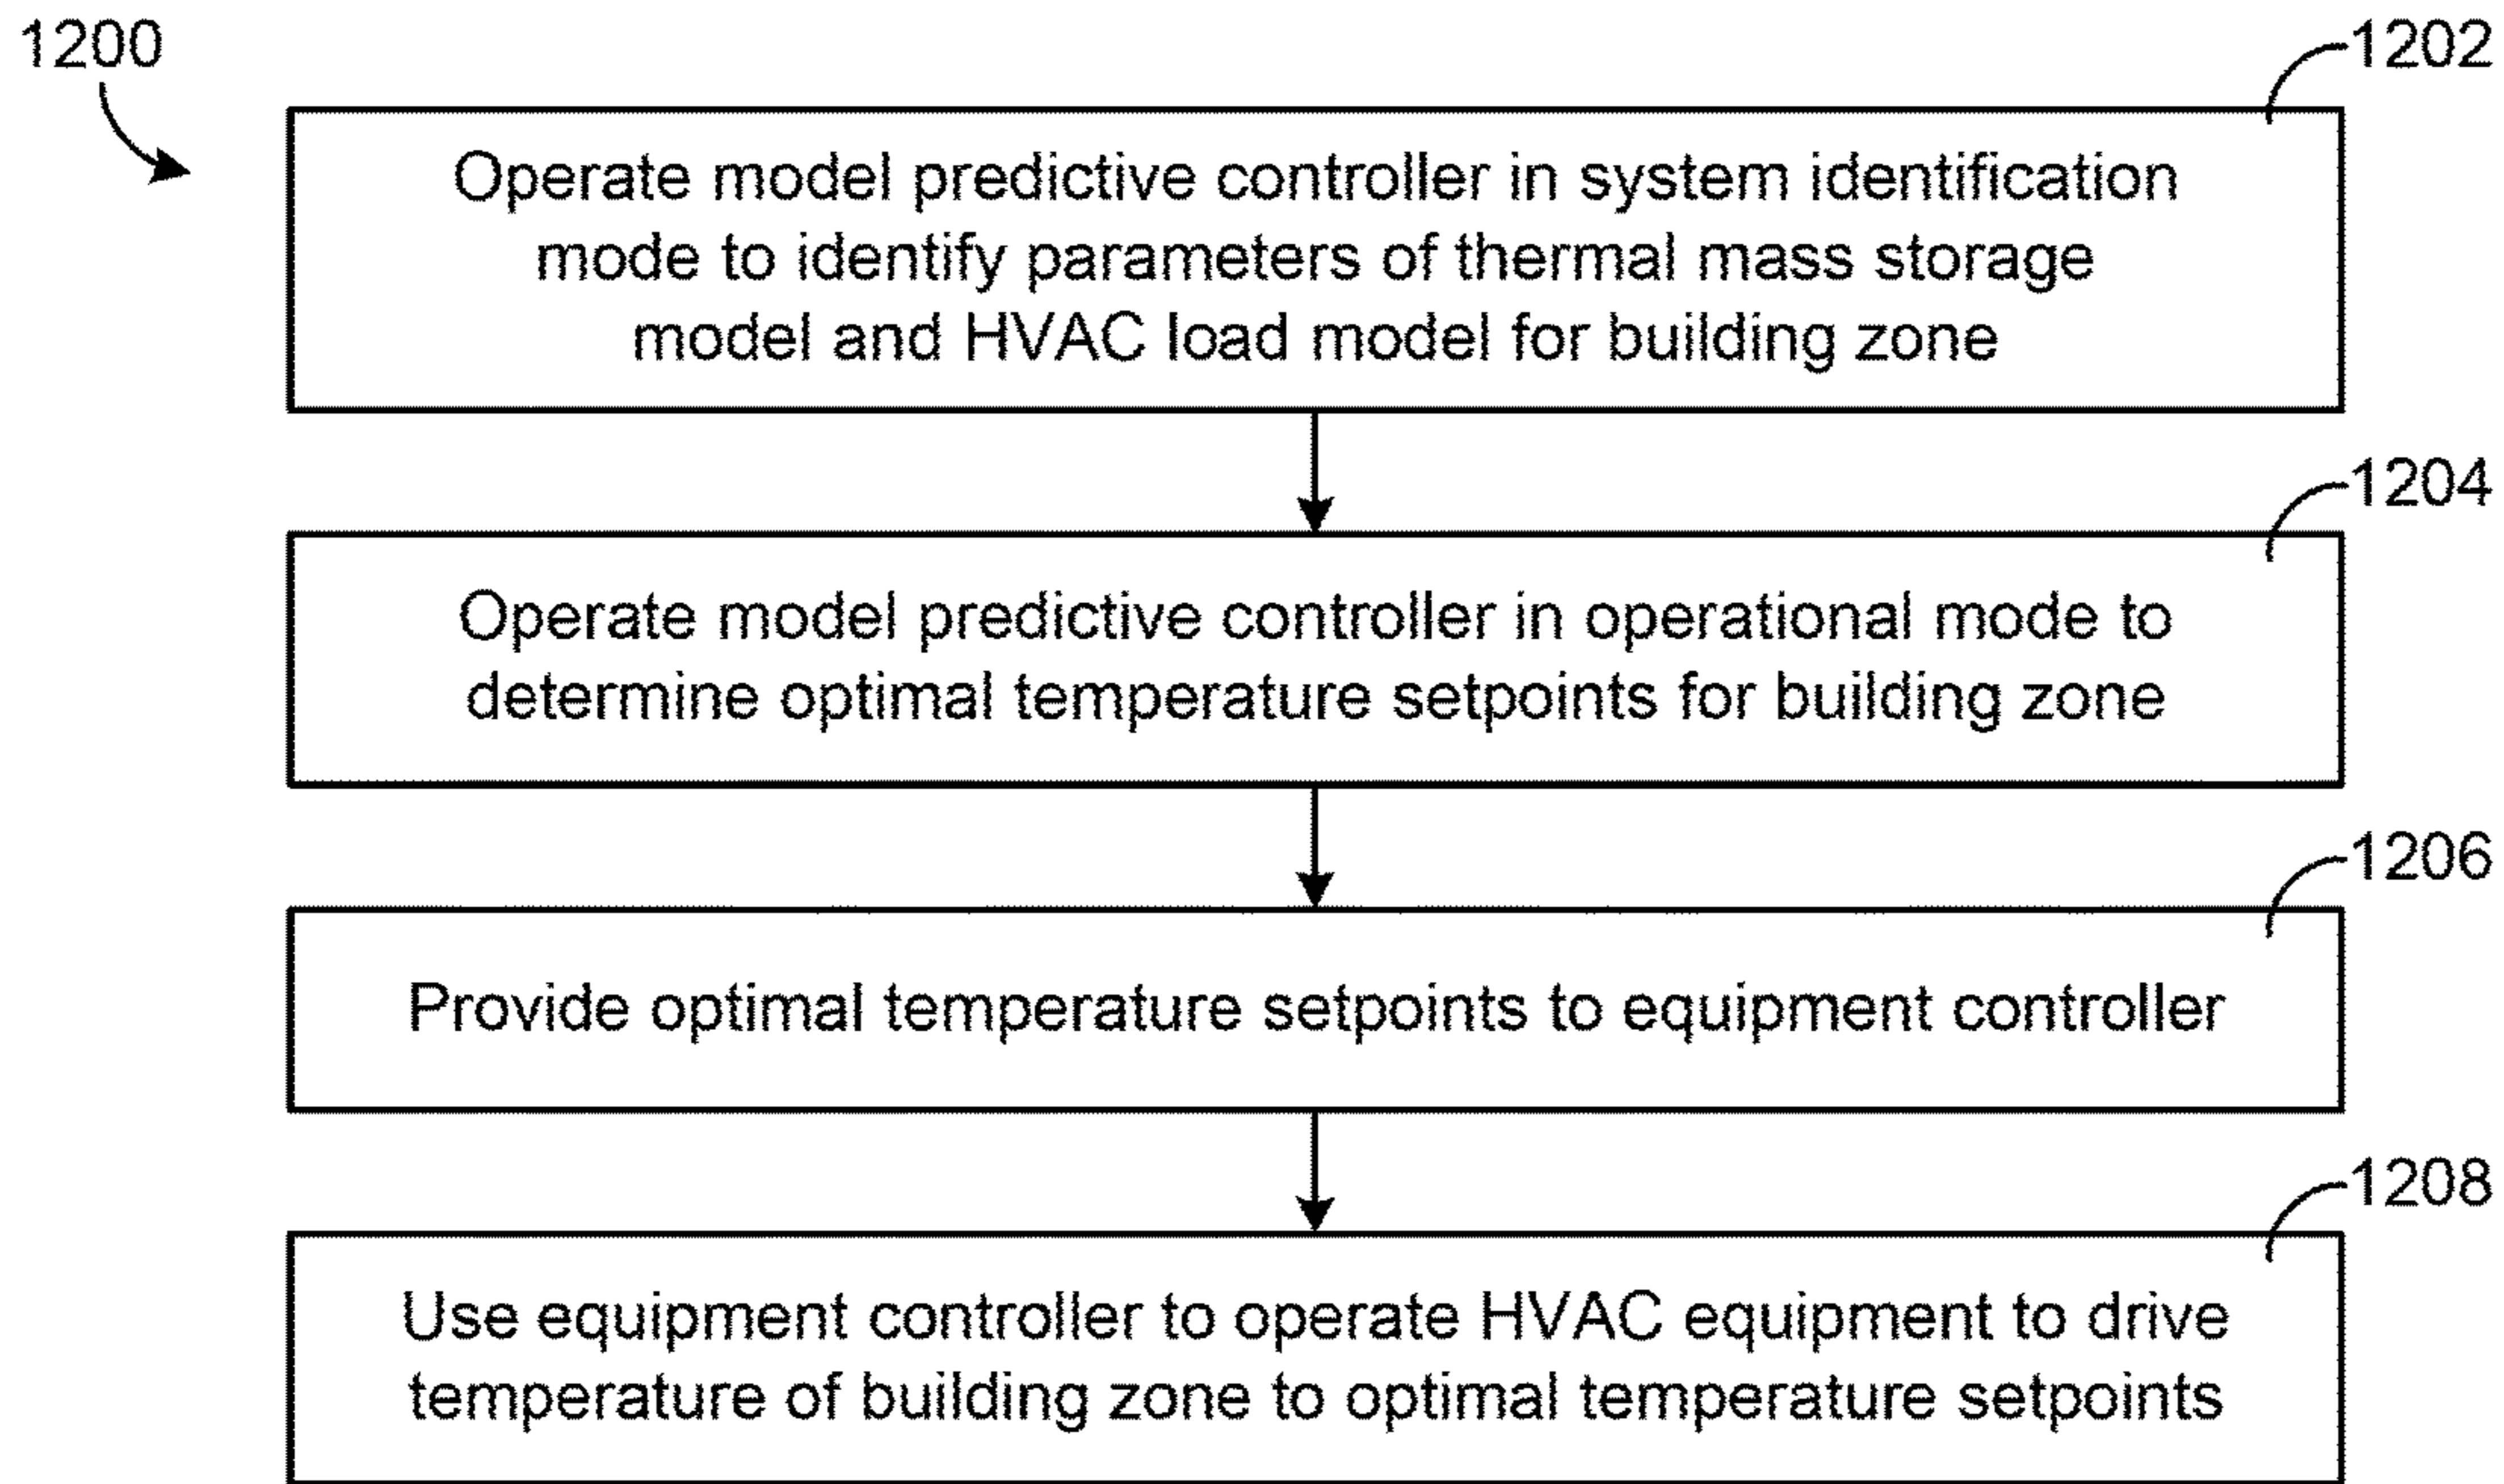 1200
1202
Operate model predictive controller in system identification
mode to identify parameters of thermal mass storage
model and HVAC load model for building zone
1204
Operate model predictive controller in operational mode to
determine optimal temperature setpoints for building zone
1206
Provide optimal temperature setpoints to equipment controller
1208
Use equipment controller to operate HVAC equipment to drive
temperature of building zone to optimal temperature setpoints